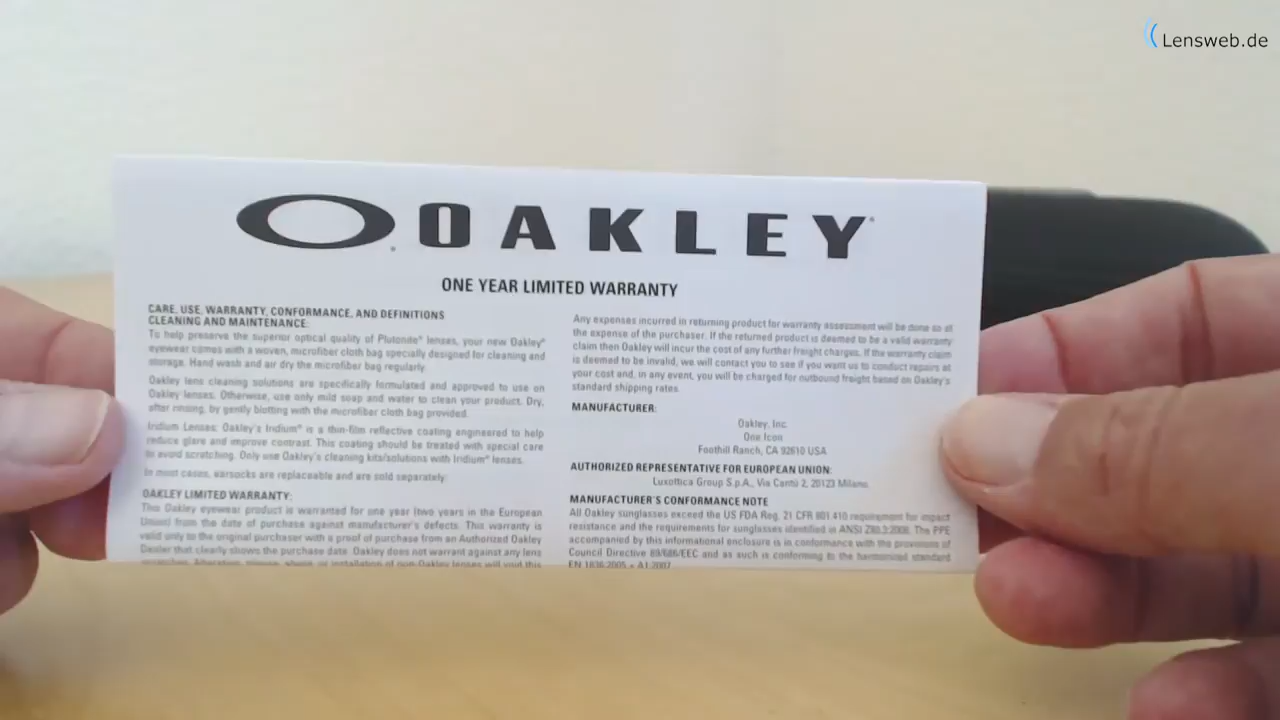 Lensweb.de
OAKLEY
ONE YEAR LIMITED WARRANTY
CARE, USE, WARRANTY, CONFORMANCE, AND DEFINITIONS
CLEANING AND MAINTENANCE:
To help preserve the superior optical quality of Plutonite® lenses, your new Oakley®
eyewear comes with a woven, microfiber cloth bag specially designed for cleaning and
storage. Hand wash and air dry the microfiber bag regularly.
Oakley lens cleaning solutions are specifically formulated and approved to use on
Oakley lenses. Otherwise, use only mild soap and water to clean your product. Dry,
after rinsing, by gently blotting with the microfiber cloth bag provided.
Iridium Lenses: Oakley's Iridium® is a thin-film reflective coating engineered to help
reduce glare and improve contrast. This coating should be treated with special care
to avoid scratching. Only use Oakley's cleaning kits/solutions with Iridium® lenses.
In most cases, earsocks are replaceable and are sold separately.
OAKLEY LIMITED WARRANTY:
This Oakley eyewear product is warranted for one year (two years in the European
Union) from the date of purchase against manufacturer's defects. This warranty is
valid only to the original purchaser with a proof of purchase from an Authorized Oakley
Dealer that clearly shows the purchase date. Oakley does not warrant against any lens
scratches. Alteration, misuse, abuse or installation of non-Oakley lenses will void this
Any expenses incurred in returning product for warranty assessment will be done so at
the expense of the purchaser. If the returned product is deemed to be a valid warranty
claim then Oakley will incur the cost of any further freight charges. If the warranty claim
is deemed to be invalid, we will contact you to see if you want us to conduct repairs at
your cost and, in any event, you will be charged for outbound freight based on Oakley's
standard shipping rates.
MANUFACTURER:
Oakley, Inc.
One Icon
Foothill Ranch, CA 92610 USA
AUTHORIZED REPRESENTATIVE FOR EUROPEAN UNION:
Luxottica Group S.p.A., Via Cantù 2, 20123 Milano.
MANUFACTURER'S CONFORMANCE NOTE
All Oakley sunglasses exceed the US FDA Reg. 21 CFR 801.410 requirement for impact
resistance and the requirements for sunglasses identified in ANSI Z80.3:2008. The PPE
accompanied by this informational enclosure is in conformance with the provisions of
Council Directive 89/686/EEC and as such is conforming to the harmonized standard
EN 1836:2005 + A1:2007